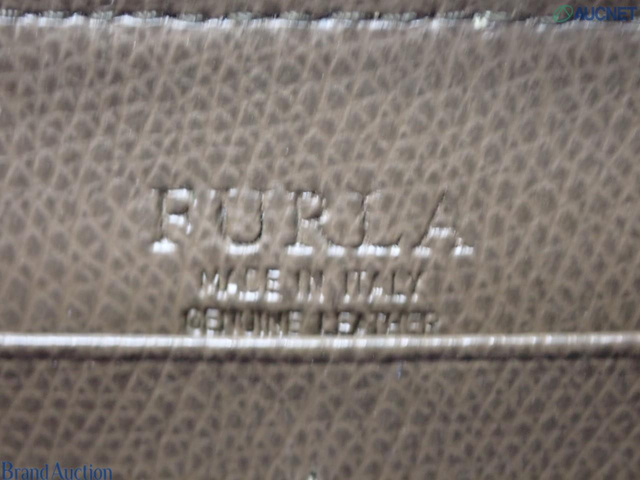 AUCNET
FURLA
MADE IN ITALY
GENUINE LEATHER
Brand Auction